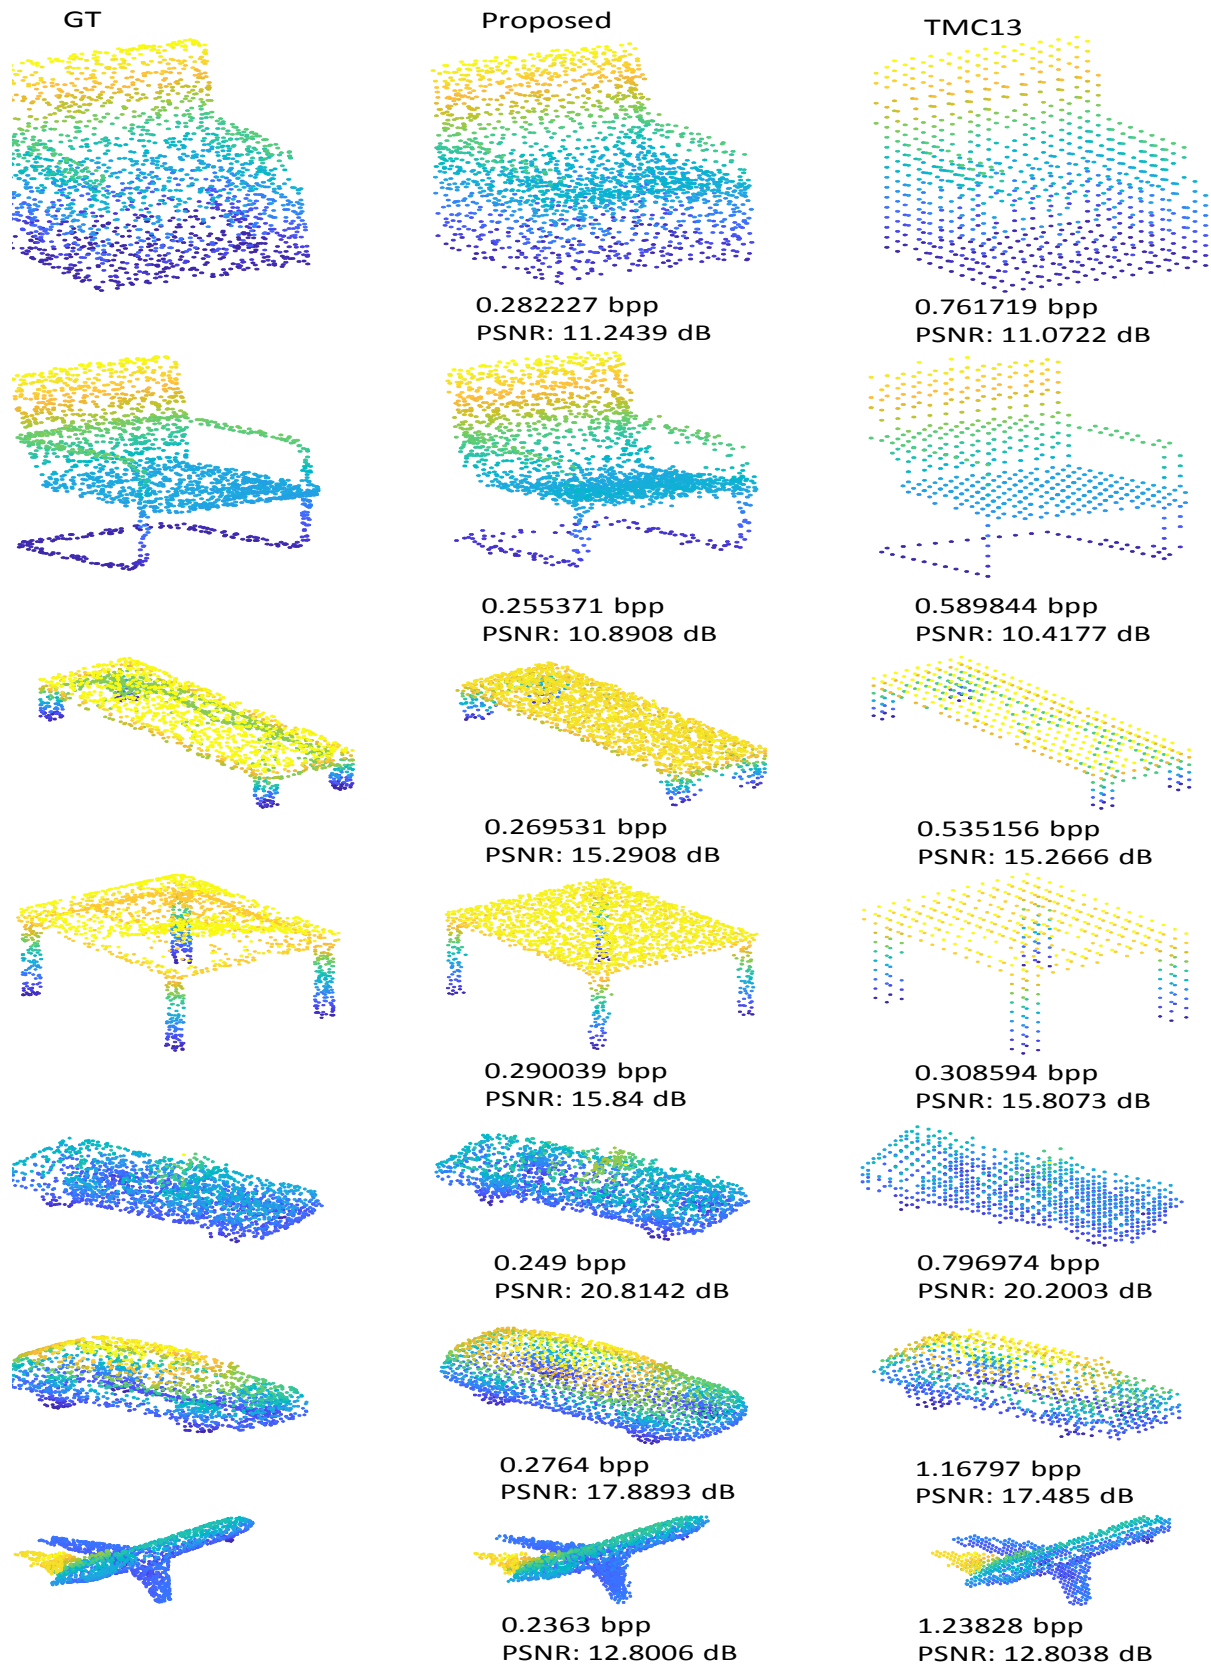 GT
Proposed
TMC13
0.282227 bpp
PSNR: 11.2439 dB
0.761719 bpp
PSNR: 11.0722 dB
0.255371 bpp
PSNR: 10.8908 dB
0.589844 bpp
PSNR: 10.4177 dB
0.269531 bpp
PSNR: 15.2908 dB
0.535156 bpp
PSNR: 15.2666 dB
0.290039 bpp
PSNR: 15.84 dB
0.308594 bpp
PSNR: 15.8073 dB
0.249 bpp
PSNR: 20.8142 dB
0.796974 bpp
PSNR: 20.2003 dB
0.2764 bpp
PSNR: 17.8893 dB
1.16797 bpp
PSNR: 17.485 dB
0.2363 bpp
PSNR: 12.8006 dB
1.23828 bpp
PSNR: 12.8038 dB